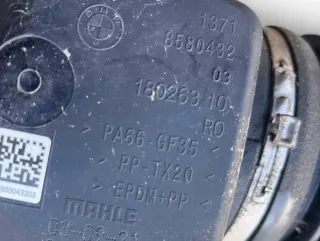 1371
8580432
03
180263 10
RO
> PA66-GF35 <
> PP-TX20 <
> EPDM+PP <
MAHLE